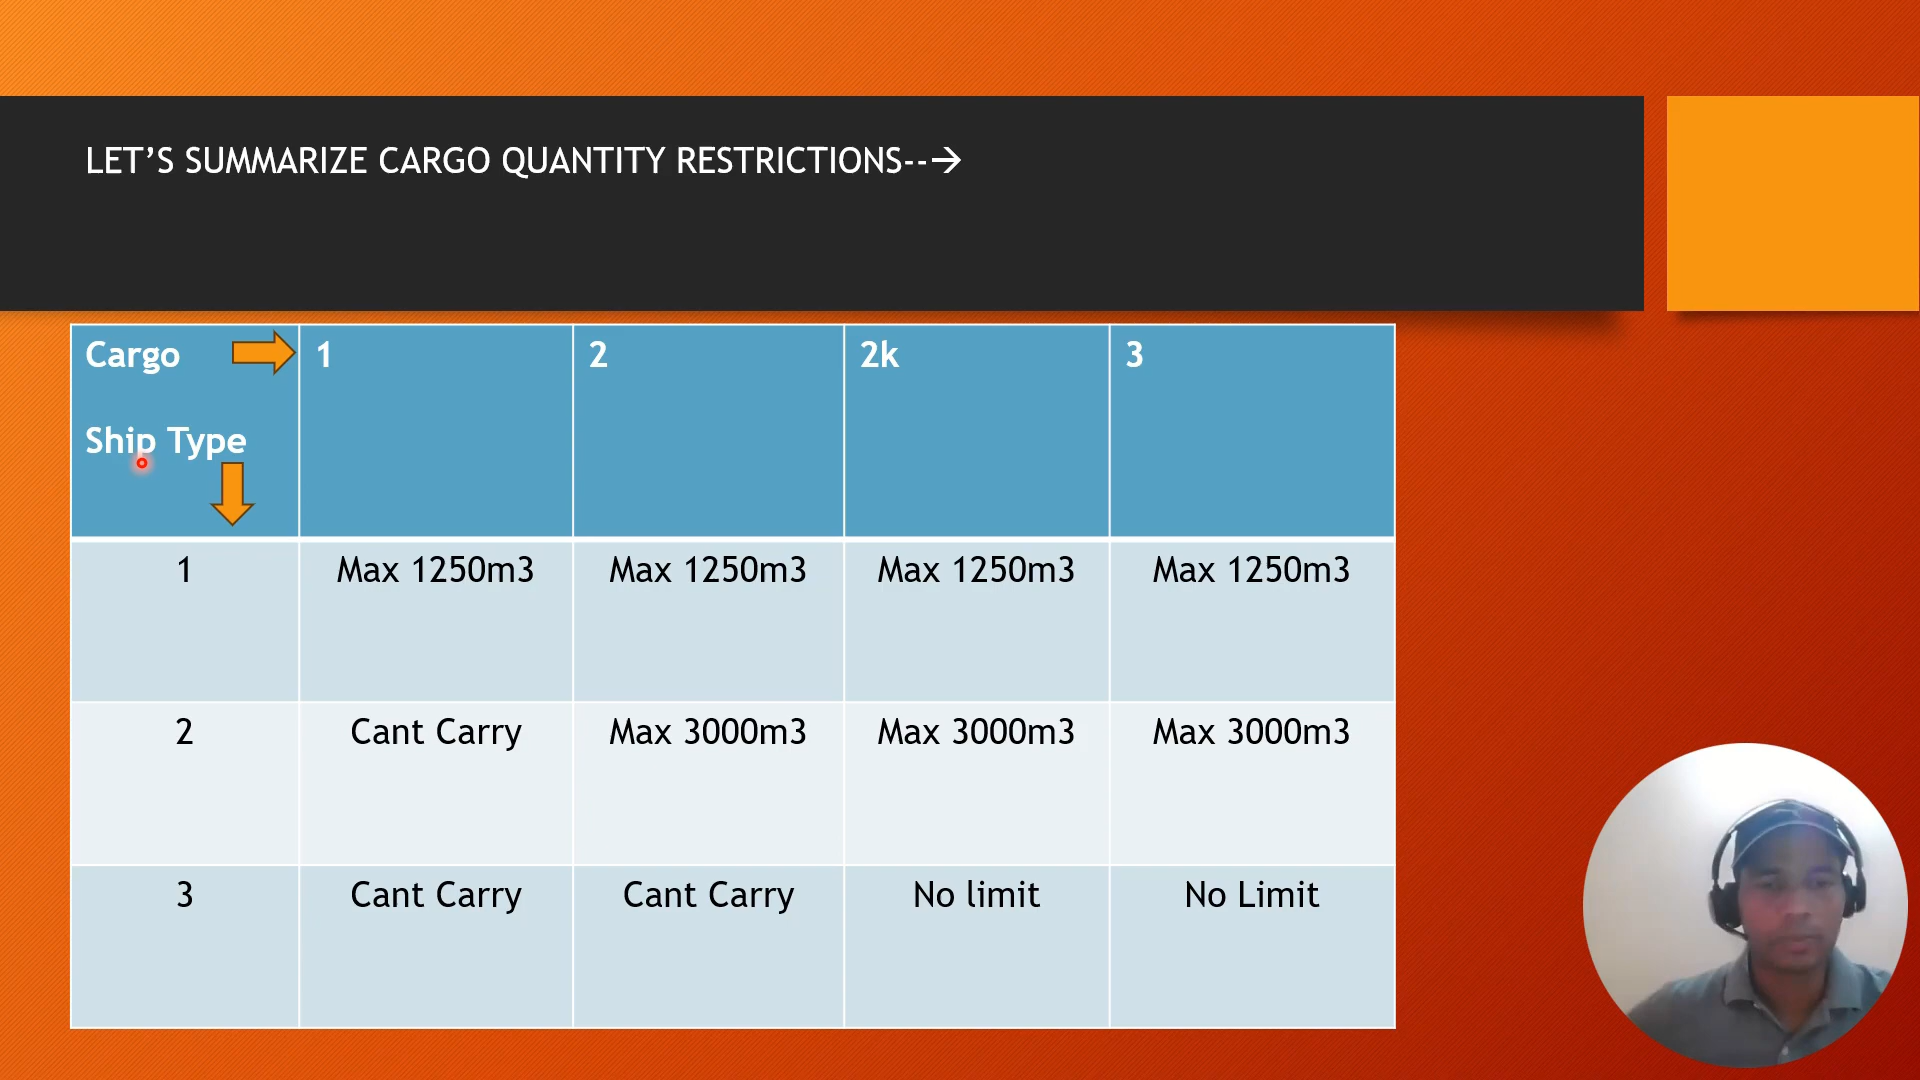 LET’S SUMMARIZE CARGO QUANTITY RESTRICTIONS--→
Cargo 1 2 2k 3
Ship Type
1 Max 1250m3 Max 1250m3 Max 1250m3 Max 1250m3
2 Cant Carry Max 3000m3 Max 3000m3 Max 3000m3
3 Cant Carry Cant Carry No limit No Limit